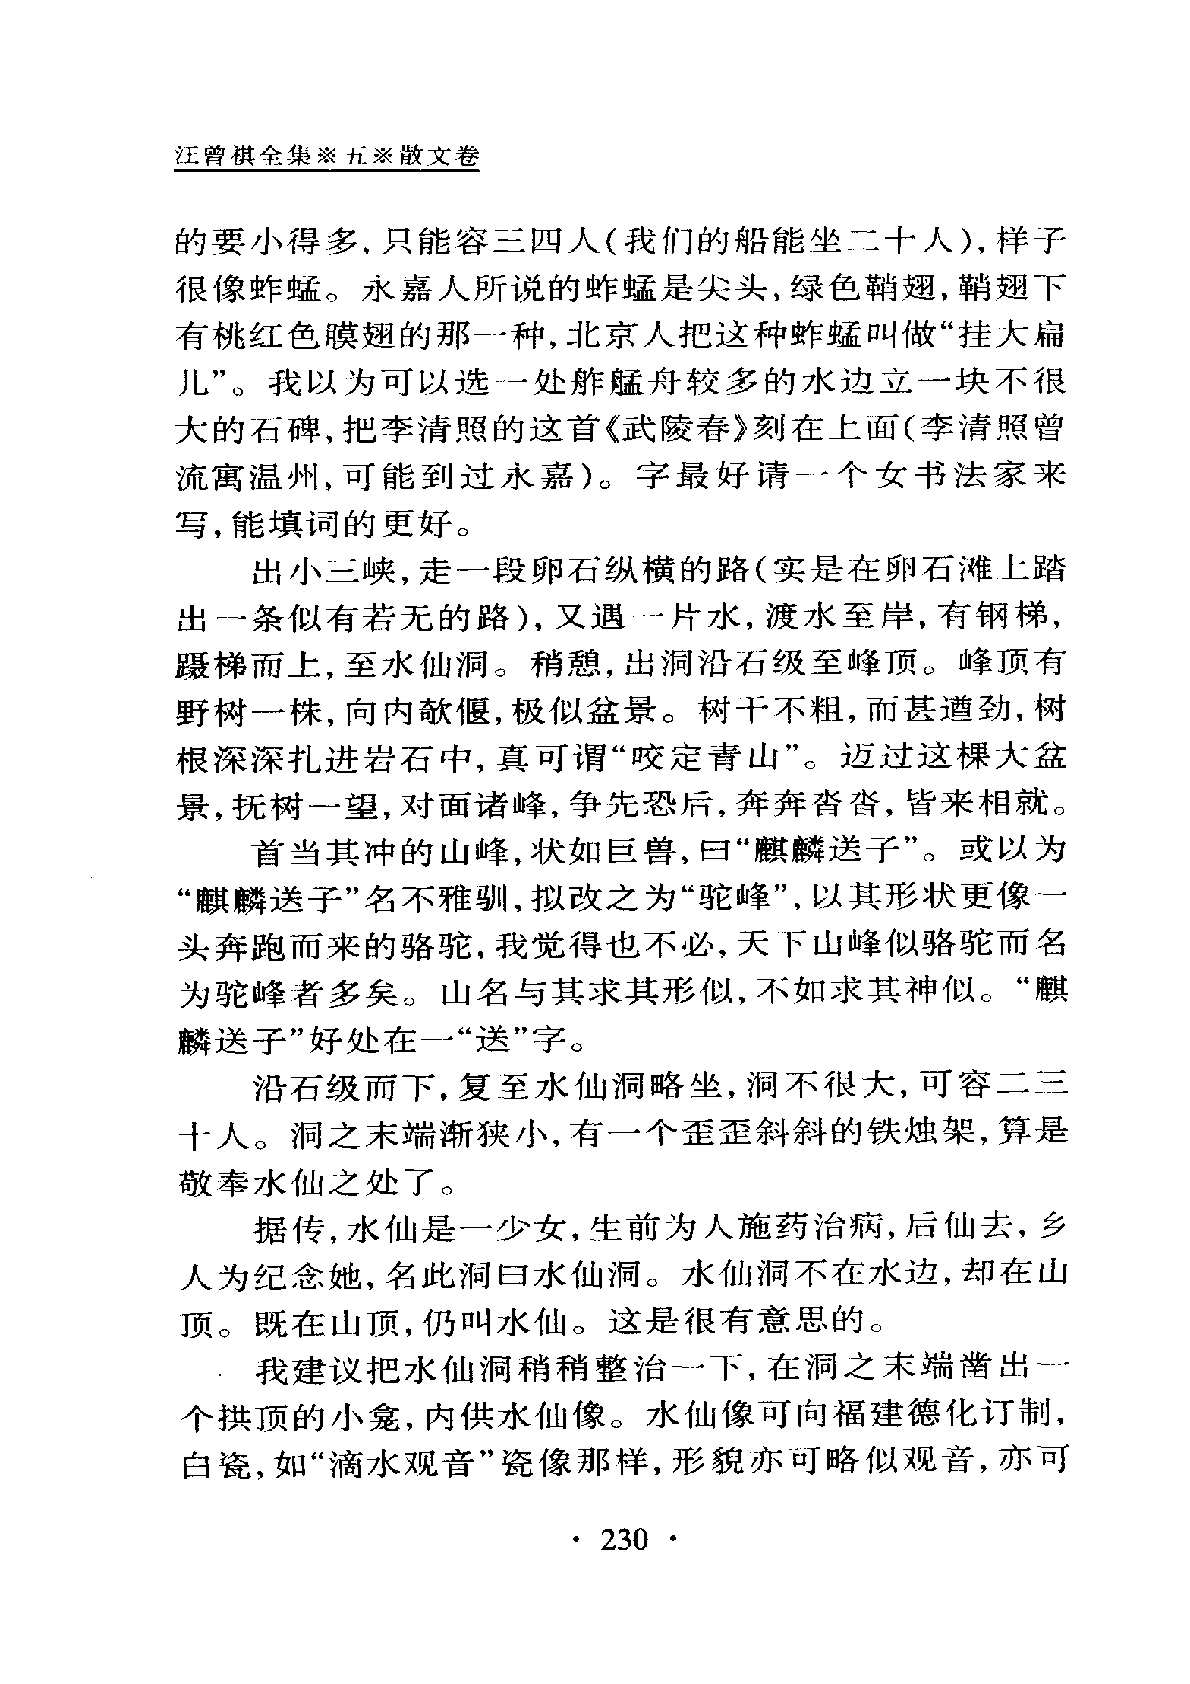 汪曾祺全集※五※散文卷
的要小得多,只能容三四人(我们的船能坐二十人),样子
很像蚱蜢。永嘉人所说的蚱蜢是尖头,绿色鞘翅,鞘翅下
有桃红色膜翅的那一种,北京人把这种蚱蜢叫做“挂大扁
儿”。我以为可以选一处舴艋舟较多的水边立一块不很
大的石碑,把李清照的这首《武陵春》刻在上面(李清照曾
流寓温州,可能到过永嘉)。字最好请一个女书法家来
写,能填词的更好。
出小三峡,走一段卵石纵横的路(实是在卵石滩上踏
出一条似有若无的路),又遇一片水,渡水至岸,有钢梯,
蹑梯而上,至水仙洞。稍憩,出洞沿石级至峰顶。峰顶有
野树一株,向内欹偃,极似盆景。树干不粗,而甚遒劲,树
根深深扎进岩石中,真可谓“咬定青山”。迈过这棵大盆
景,抚树一望,对面诸峰,争先恐后,奔奔沓沓,皆来相就。
首当其冲的山峰,状如巨兽,曰“麒麟送子”。或以为
“麒麟送子”名不雅驯,拟改之为“驼峰”,以其形状更像一
头奔跑而来的骆驼,我觉得也不必,天下山峰似骆驼而名
为驼峰者多矣。山名与其求其形似,不如求其神似。“麒
麟送子”好处在一“送”字。
沿石级而下,复至水仙洞略坐,洞不很大,可容二三
十人。洞之末端渐狭小,有一个歪歪斜斜的铁烛架,算是
敬奉水仙之处了。
据传,水仙是一少女,生前为人施药治病,后仙去,乡
人为纪念她,名此洞曰水仙洞。水仙洞不在水边,却在山
顶。既在山顶,仍叫水仙。这是很有意思的。
我建议把水仙洞稍稍整治一下,在洞之末端凿出一
个拱顶的小龛,内供水仙像。水仙像可向福建德化订制,
白瓷,如“滴水观音”瓷像那样,形貌亦可略似观音,亦可
· 230 ·